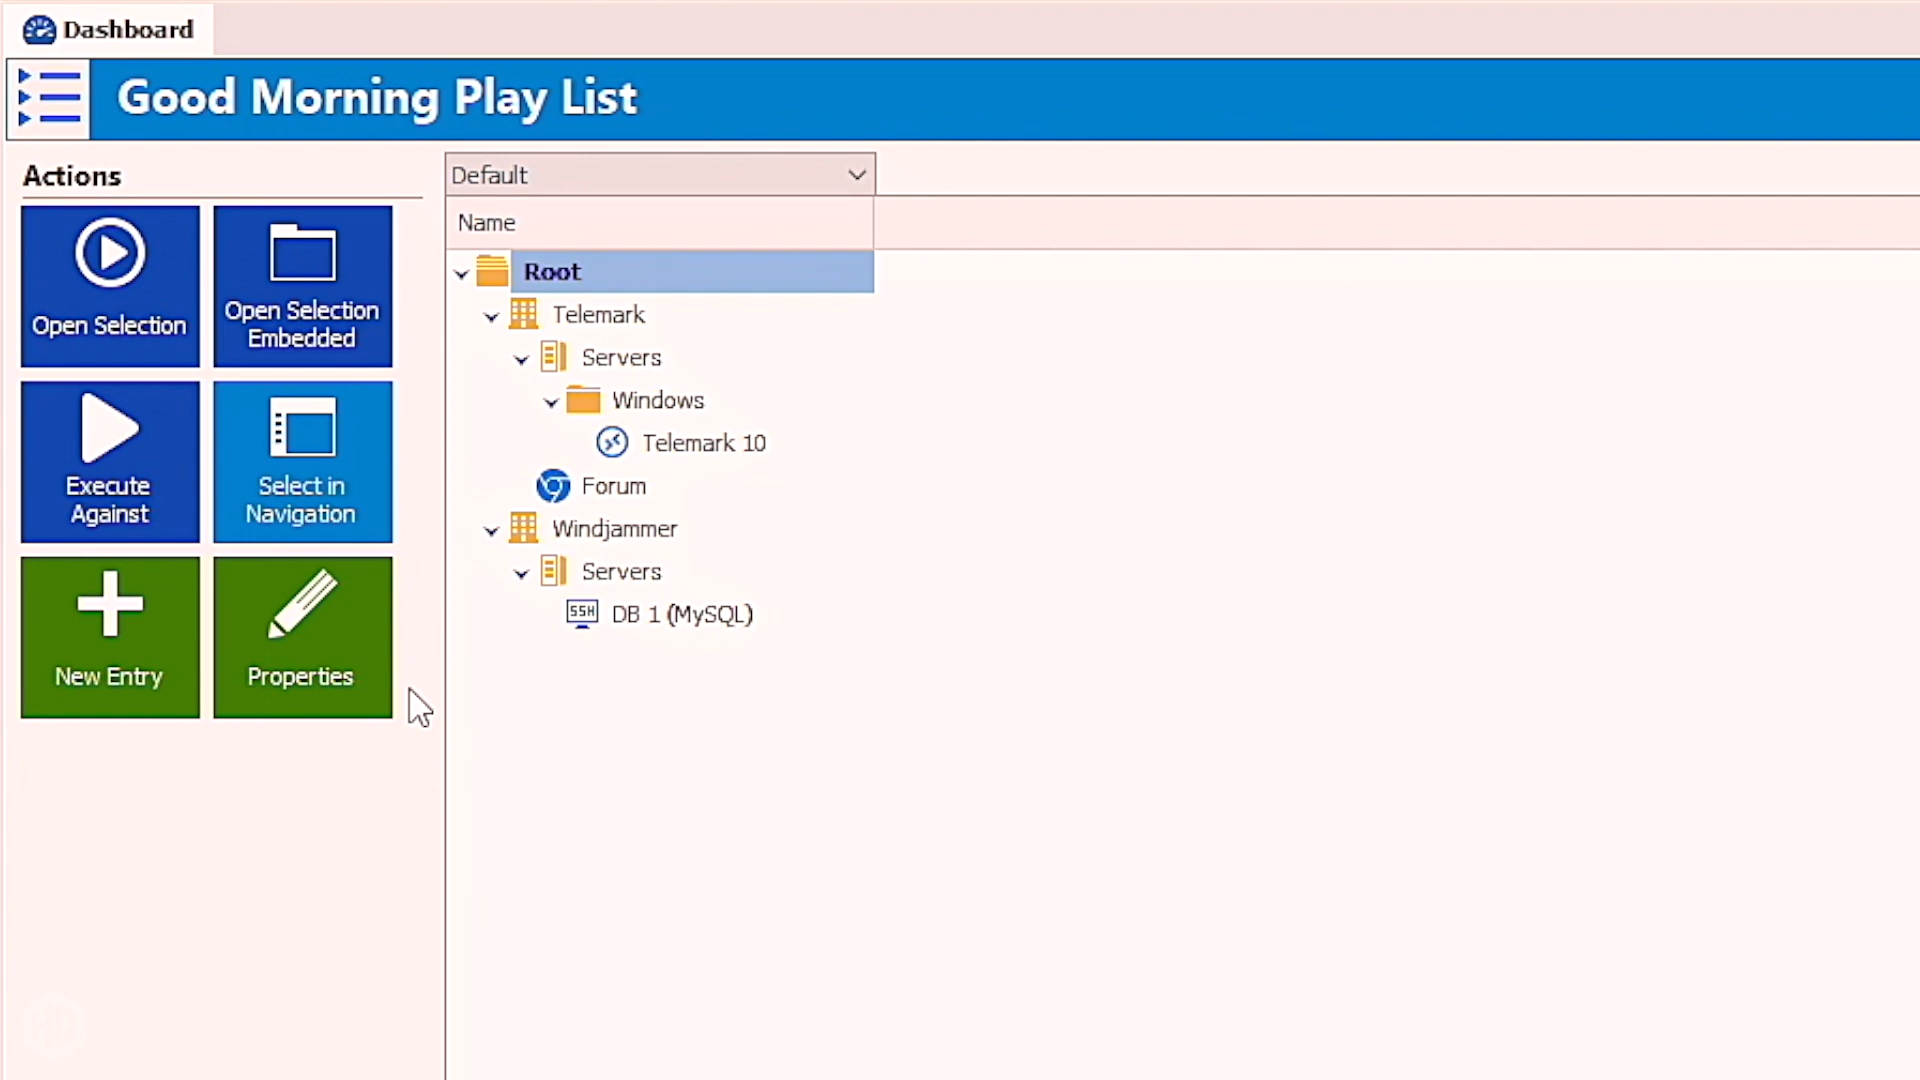 Dashboard
Good Morning Play List
Actions
Default
Name
Open Selection
Open Selection
Embedded
Execute
Against
Select in
Navigation
New Entry
Properties
Root
Telemark
Servers
Windows
Telemark 10
Forum
Windjammer
Servers
SSH DB 1 (MySQL)